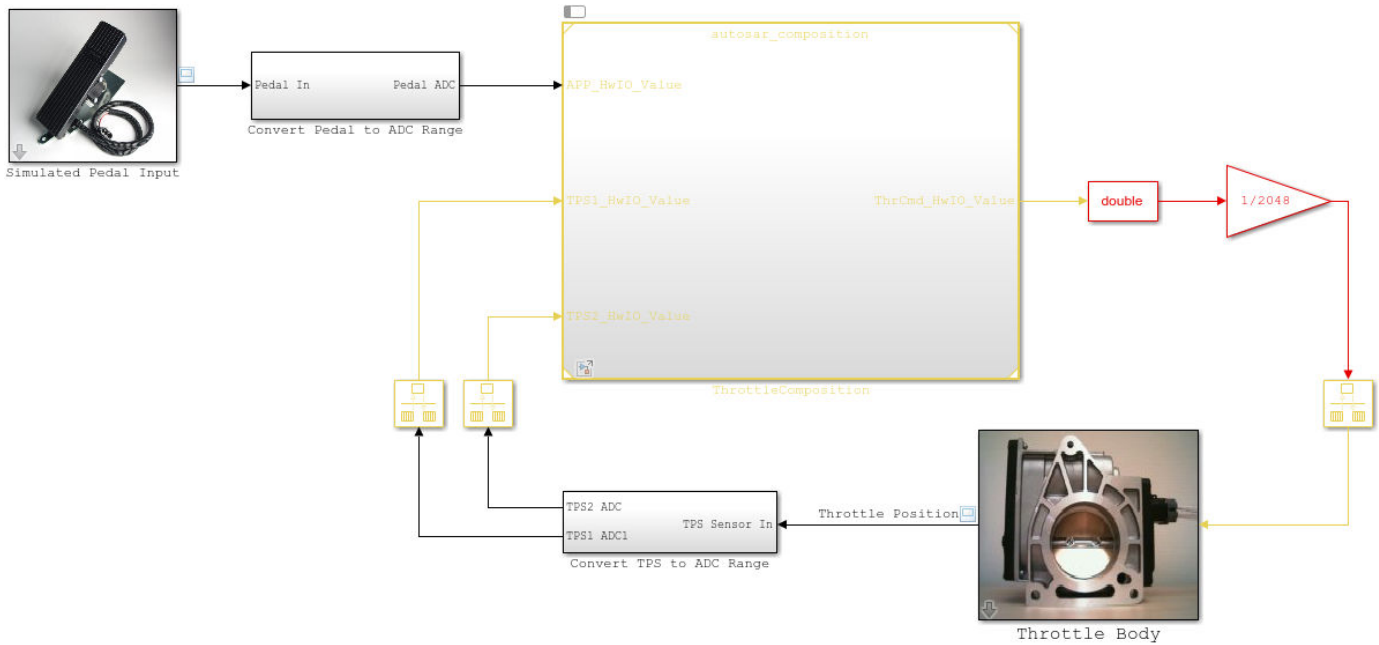 autosar_composition
Pedal In
Pedal ADC
APP_HwIO_Value
Convert Pedal to ADC Range
Simulated Pedal Input
TPS1_HwIO_Value
ThrCmd_HwIO_Value
double
1/2048
TPS2_HwIO_Value
ThrottleComposition
TPS2 ADC
TPS Sensor In
TPS1 ADC1
Throttle Position
Convert TPS to ADC Range
Throttle Body